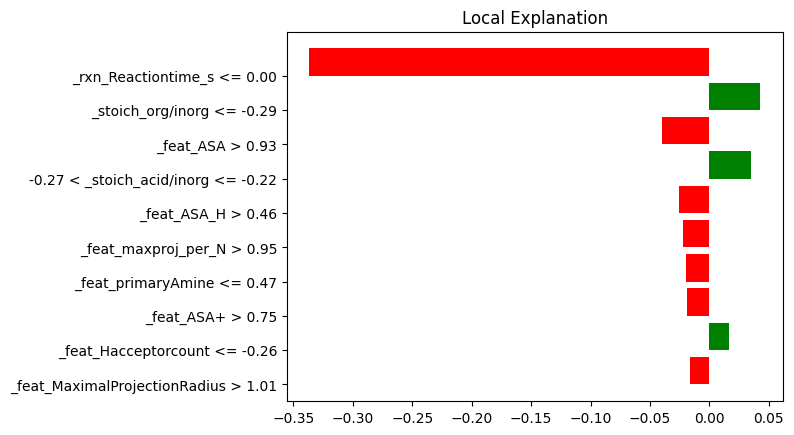 Local Explanation
_rxn_Reactiontime_s <= 0.00
_stoich_org/inorg <= -0.29
_feat_ASA > 0.93
-0.27 < _stoich_acid/inorg <= -0.22
_feat_ASA_H > 0.46
_feat_maxproj_per_N > 0.95
_feat_primaryAmine <= 0.47
_feat_ASA+ > 0.75
_feat_Hacceptorcount <= -0.26
_feat_MaximalProjectionRadius > 1.01
−0.35 −0.30 −0.25 −0.20 −0.15 −0.10 −0.05 0.00 0.05